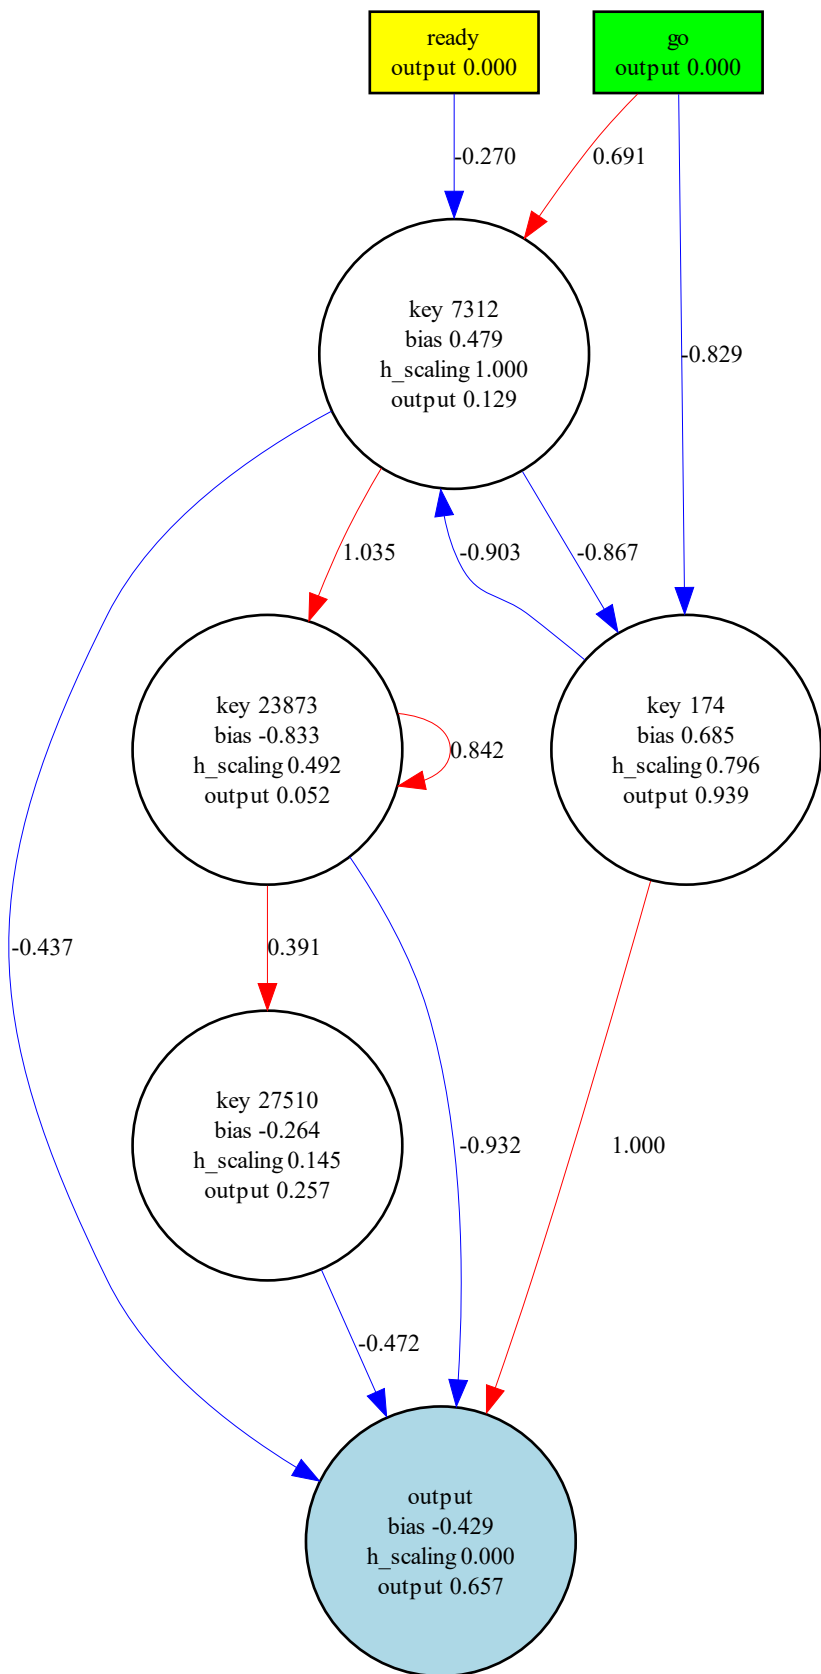 ready
output 0.000
go
output 0.000
-0.270
0.691
key 7312
bias 0.479
h_scaling 1.000
output 0.129
-0.829
1.035
-0.903
-0.867
key 23873
bias -0.833
h_scaling 0.492
output 0.052
0.842
key 174
bias 0.685
h_scaling 0.796
output 0.939
-0.437
0.391
key 27510
bias -0.264
h_scaling 0.145
output 0.257
-0.932
1.000
-0.472
output
bias -0.429
h_scaling 0.000
output 0.657